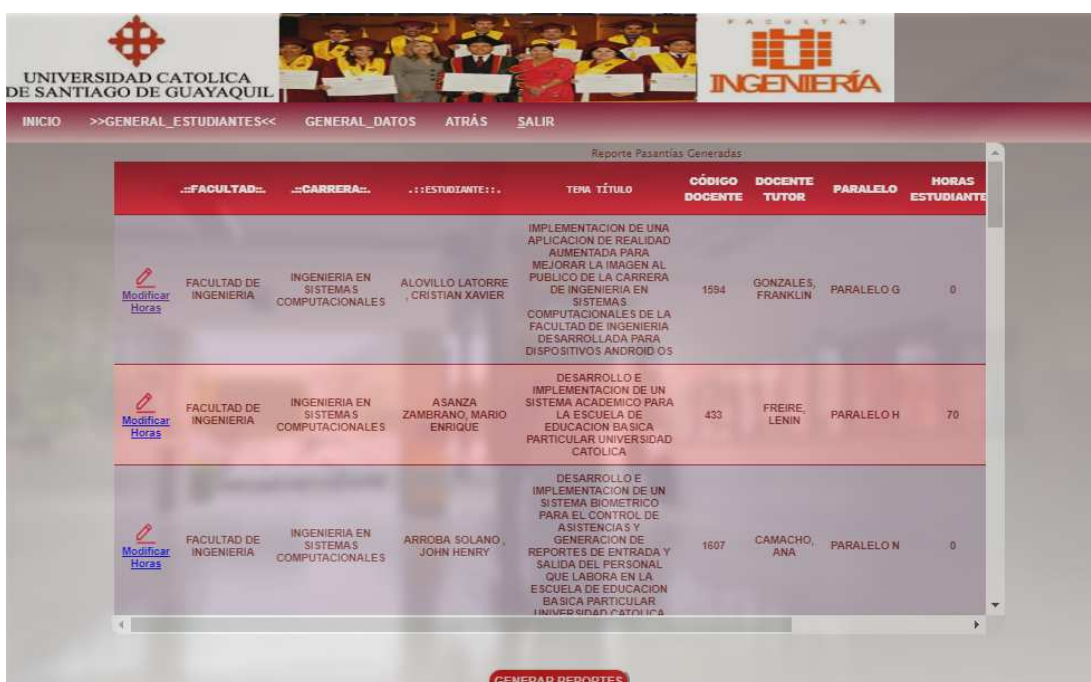 UNIVERSIDAD CATOLICA
DE SANTIAGO DE GUAYAQUIL
FACULTAD
INGENIERÍA
INICIO >>GENERAL_ESTUDIANTES<< GENERAL_DATOS ATRÁS SALIR
Reporte Pasantías Generadas
.::FACULTAD::. .::CARRERA::. .::ESTUDIANTE::. TEMA TÍTULO CÓDIGO DOCENTE DOCENTE TUTOR PARALELO HORAS ESTUDIANTE
Modificar
Horas
FACULTAD DE
INGENIERIA
INGENIERIA EN
SISTEMAS
COMPUTACIONALES
ALOVILLO LATORRE
, CRISTIAN XAVIER
IMPLEMENTACION DE UNA
APLICACION DE REALIDAD
AUMENTADA PARA
MEJORAR LA IMAGEN AL
PUBLICO DE LA CARRERA
DE INGENIERIA EN
SISTEMAS
COMPUTACIONALES DE LA
FACULTAD DE INGENIERIA
DESARROLLADA PARA
DISPOSITIVOS ANDROID OS
1594
GONZALES,
FRANKLIN
PARALELO G
0
Modificar
Horas
FACULTAD DE
INGENIERIA
INGENIERIA EN
SISTEMAS
COMPUTACIONALES
ASANZA
ZAMBRANO, MARIO
ENRIQUE
DESARROLLO E
IMPLEMENTACION DE UN
SISTEMA ACADEMICO PARA
LA ESCUELA DE
EDUCACION BASICA
PARTICULAR UNIVERSIDAD
CATOLICA
433
FREIRE,
LENIN
PARALELO H
70
Modificar
Horas
FACULTAD DE
INGENIERIA
INGENIERIA EN
SISTEMAS
COMPUTACIONALES
ARROBA SOLANO ,
JOHN HENRY
DESARROLLO E
IMPLEMENTACION DE UN
SISTEMA BIOMETRICO
PARA EL CONTROL DE
ASISTENCIAS Y
GENERACION DE
REPORTES DE ENTRADA Y
SALIDA DEL PERSONAL
QUE LABORA EN LA
ESCUELA DE EDUCACION
BASICA PARTICULAR
UNIVERSIDAD CATOLICA
1607
CAMACHO,
ANA
PARALELO N
0
GENERAR REPORTES